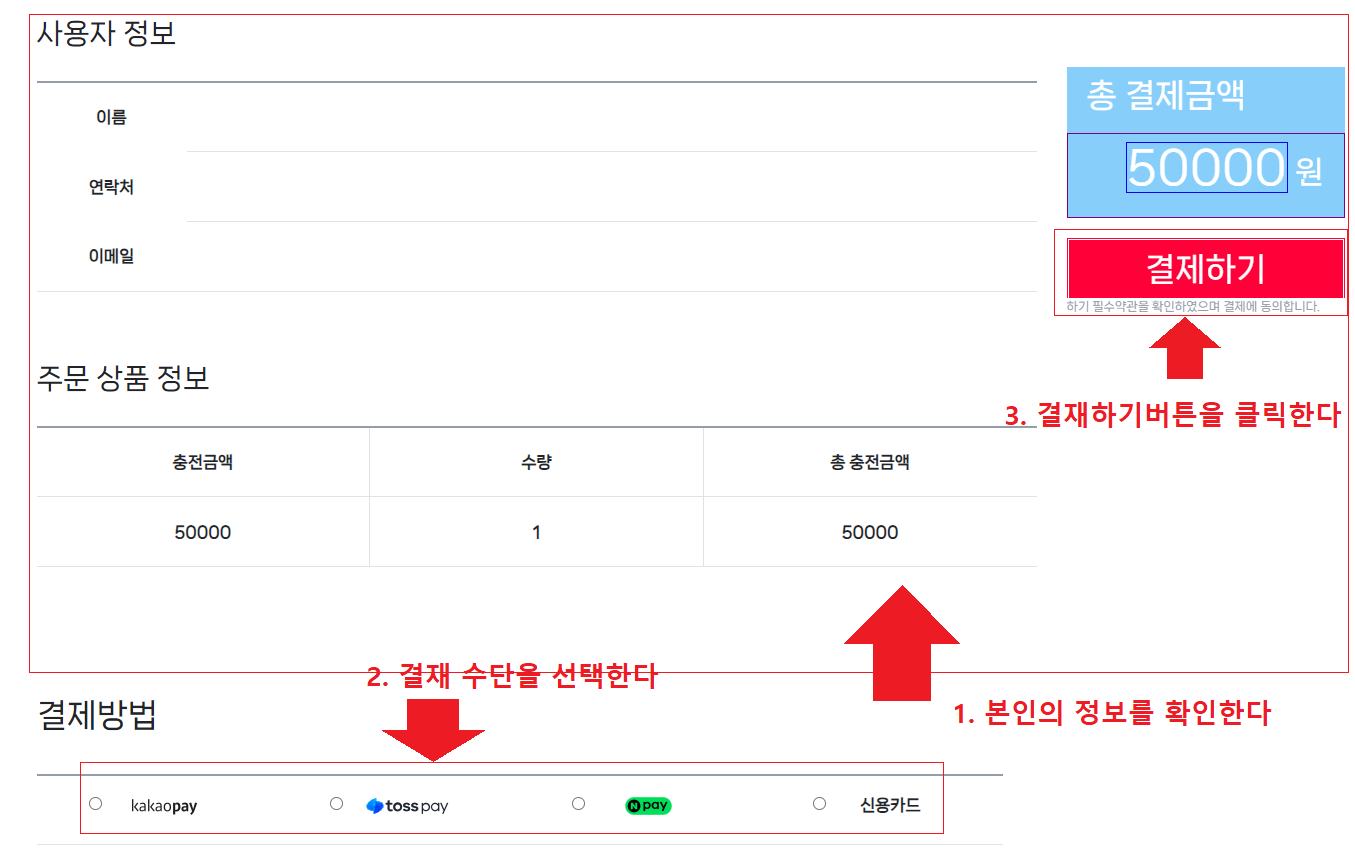 사용자 정보
총 결제금액
이름
50000 원
연락처
이메일
결제하기
하기 필수약관을 확인하였으며 결제에 동의합니다.
주문 상품 정보
3. 결재하기버튼을 클릭한다
충전금액 수량 총 충전금액
50000 1 50000
2. 결재 수단을 선택한다
1. 본인의 정보를 확인한다
결제방법
kakaopay toss pay N pay 신용카드